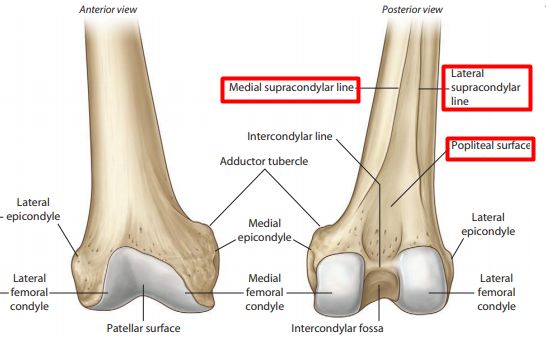 Anterior view
Posterior view
Medial supracondylar line
Lateral
supracondylar
line
Intercondylar line
Popliteal surface
Adductor tubercle
Lateral
epicondyle
Medial
epicondyle
Lateral
epicondyle
Lateral
femoral
condyle
Medial
femoral
condyle
Lateral
femoral
condyle
Patellar surface
Intercondylar fossa